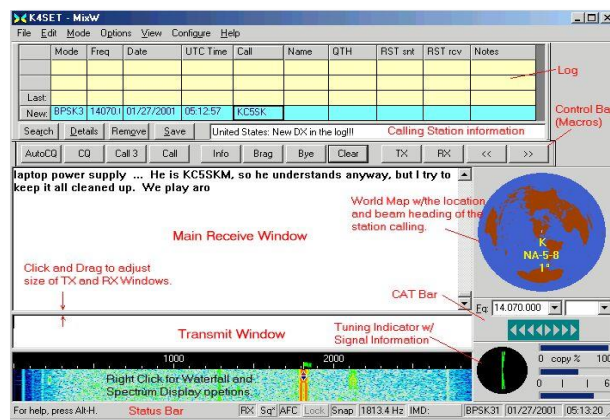 K4SET - MixW
File Edit Mode Options View Configure Help
Mode Freq Date UTC Time Call Name QTH RST snt RST rcv Notes
Log
Last:
New: BPSK3 14070.( 01/27/2001 05:12:57 KC5SK
Control Bar
(Macros)
Search Details Remove Save United States: New DX in the log!!! Calling Station information
AutoCQ CQ Call 3 Call Info Brag Bye Clear TX RX << >>
laptop power supply ... He is KC5SKM, so he understands anyway, but I try to
keep it all cleaned up. We play aro
World Map w/the location
and beam heading of the
station calling.
K
NA-5-8
1°
Main Receive Window
Click and Drag to adjust
size of TX and RX Windows.
CAT Bar
Fq: 14.070.000
Transmit Window
Tuning Indicator w/
Signal Information
0 copy % 100
1000 2000
Right Click for Waterfall and
Spectrum Display opetions.
For help, press Alt-H. Status Bar RX Sq* AFC Lock Snap 1813.4 Hz IMD: BPSK31 01/27/2001 05:13:35